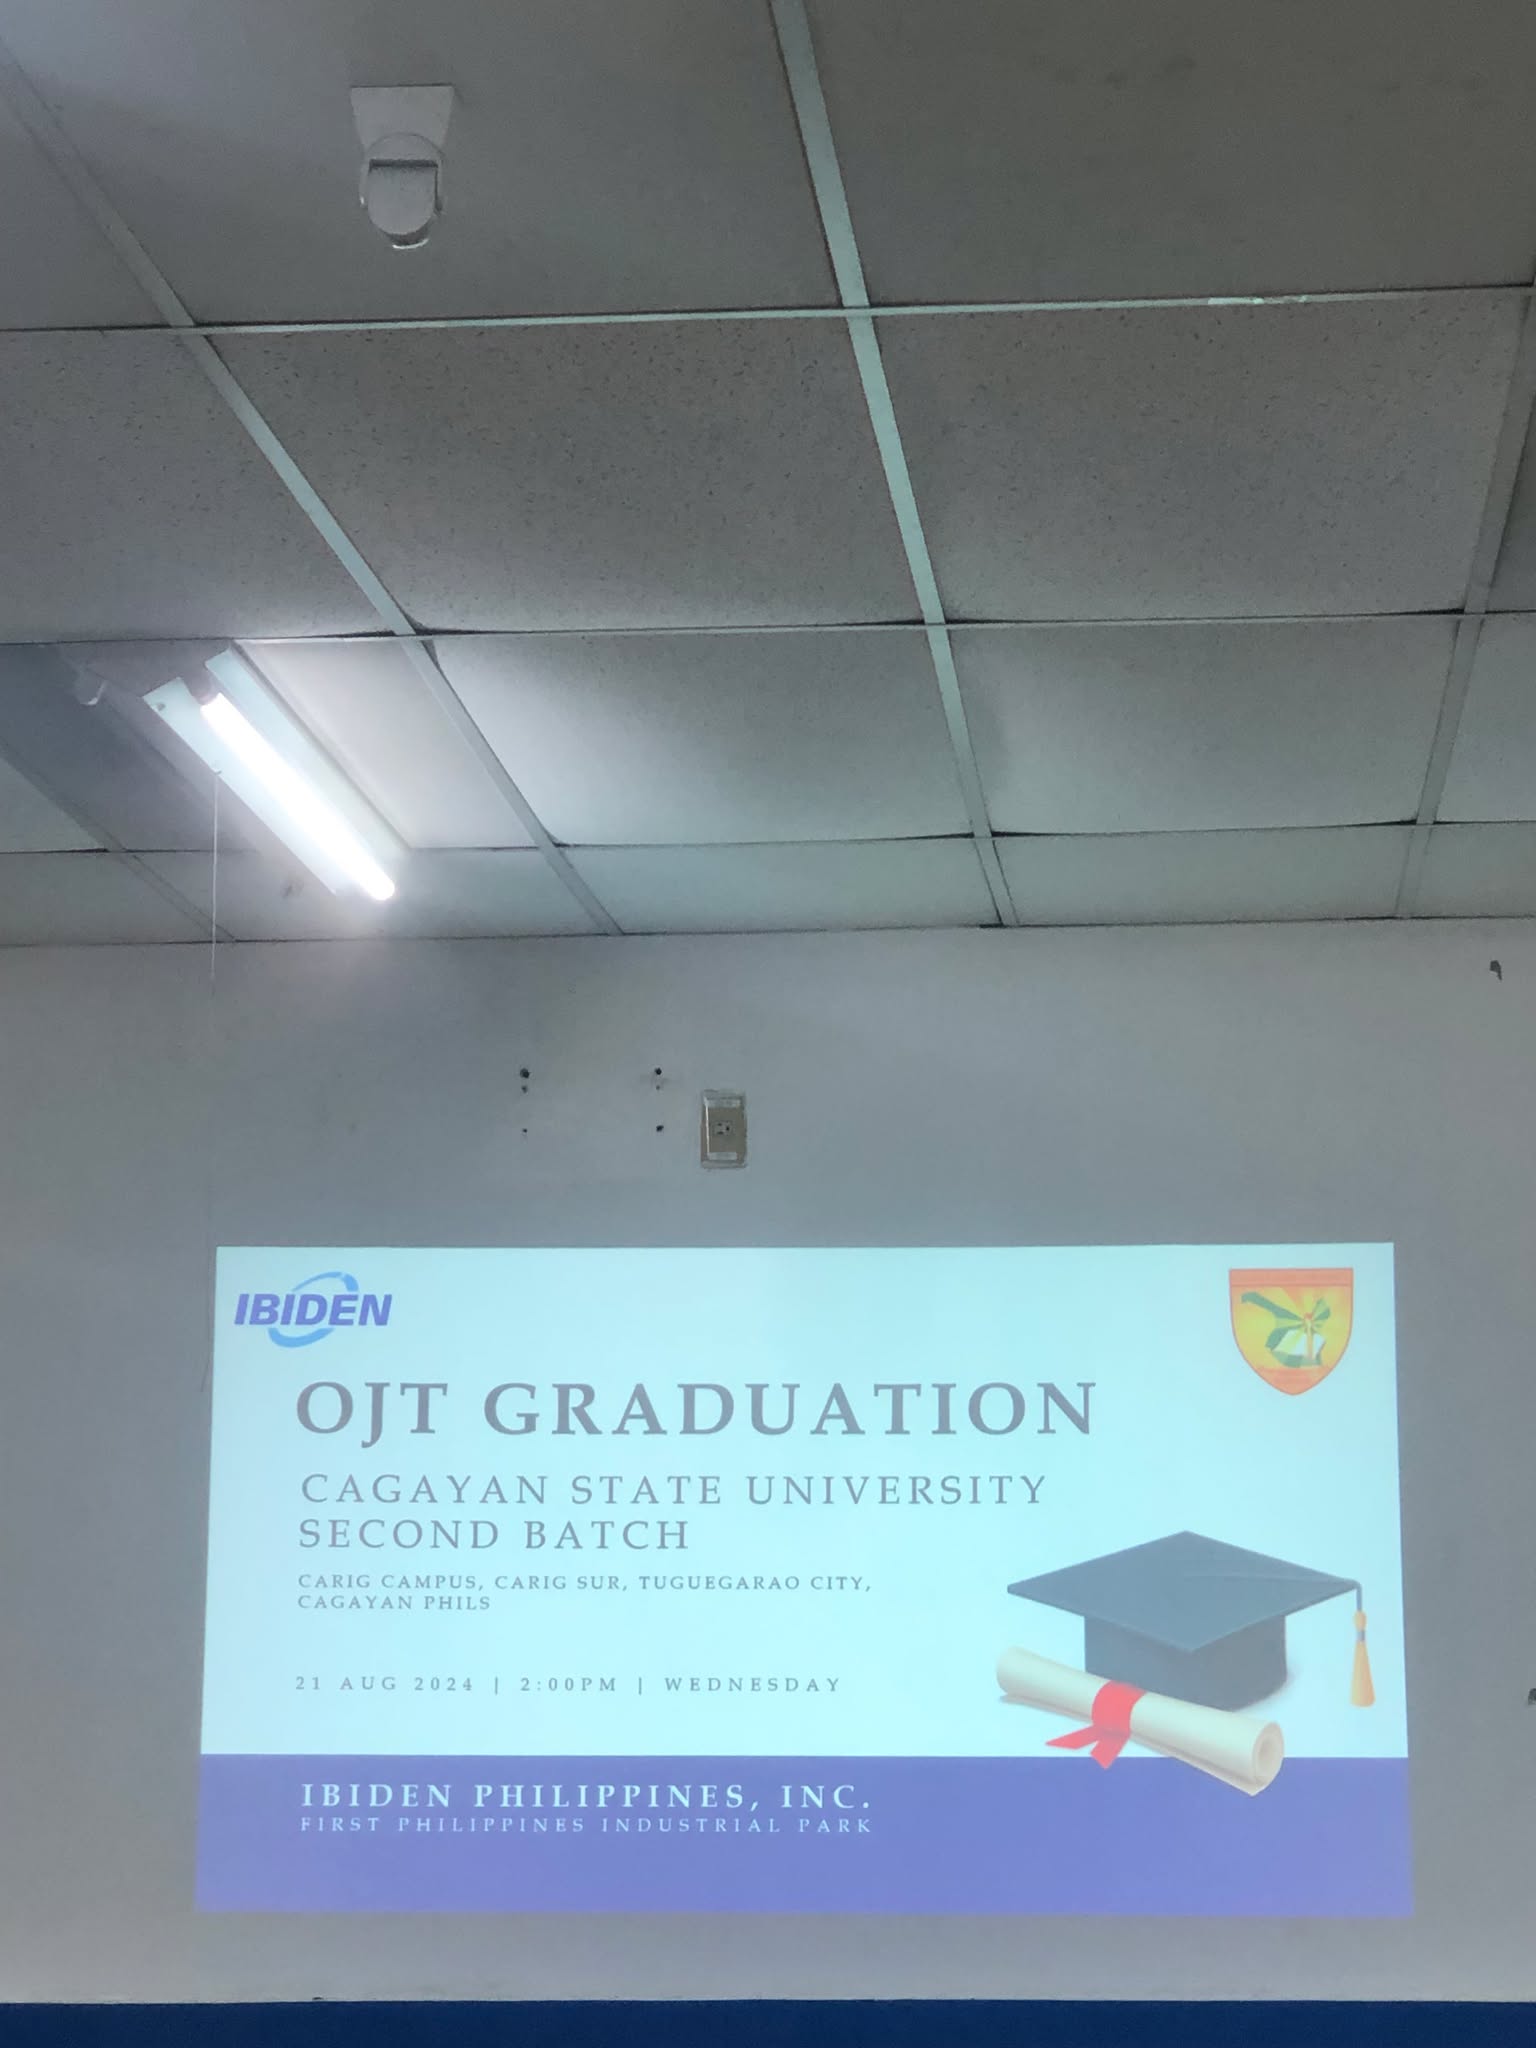 IBIDEN
OJT GRADUATION
CAGAYAN STATE UNIVERSITY
SECOND BATCH
CARIG CAMPUS, CARIG SUR, TUGUEGARAO CITY,
CAGAYAN PHILS
21 AUG 2024 | 2:00PM | WEDNESDAY
IBIDEN PHILIPPINES, INC.
FIRST PHILIPPINES INDUSTRIAL PARK